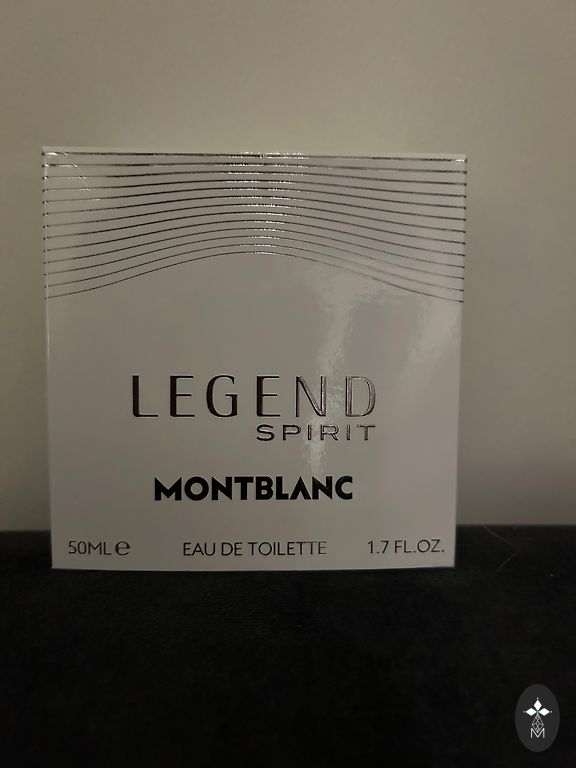 LEGEND
SPIRIT
MONTBLANC
50ML℮ EAU DE TOILETTE 1.7 FL.OZ.
M